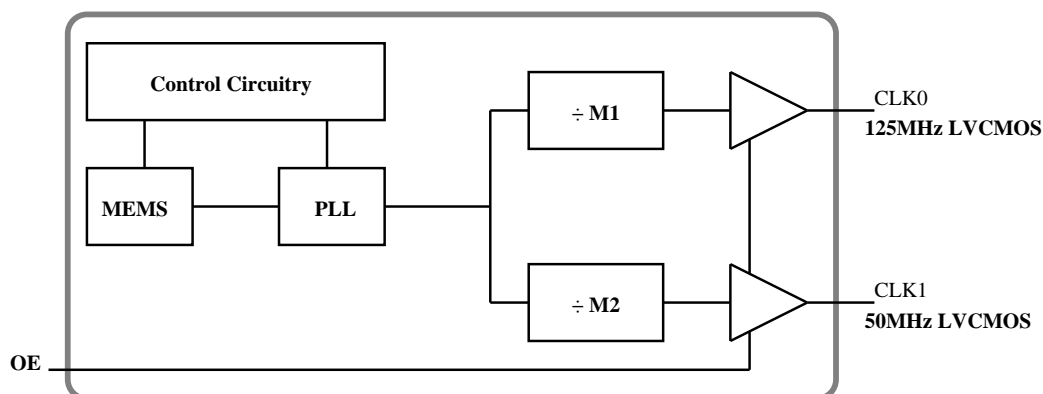 Control Circuitry
÷ M1
CLK0
125MHz LVCMOS
MEMS
PLL
÷ M2
CLK1
50MHz LVCMOS
OE